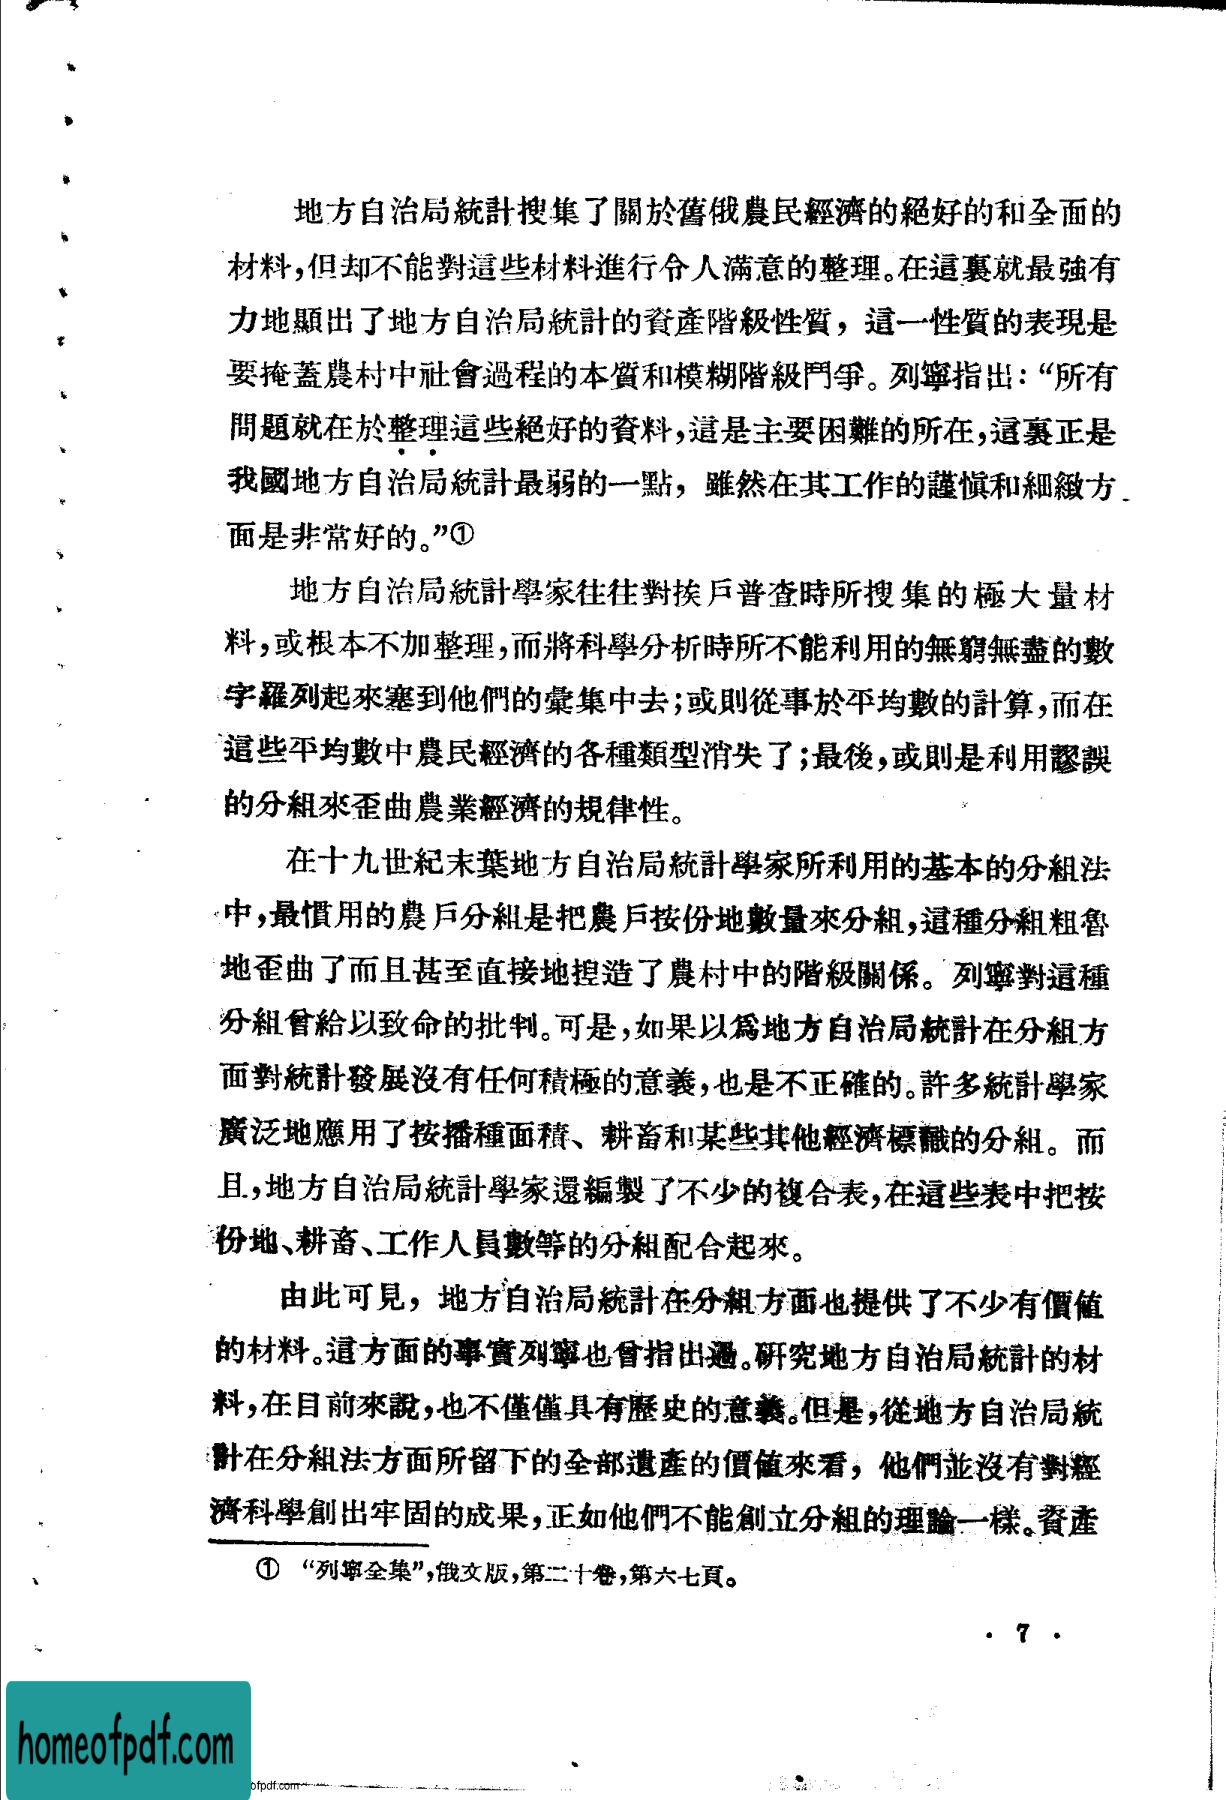 地方自治局統計搜集了關於舊俄農民經濟的絕好的和全面的
材料,但却不能對這些材料進行令人滿意的整理。在這裏就最強有
力地顯出了地方自治局統計的資產階級性質，這一性質的表現是
要掩蓋農村中社會過程的本質和模糊階級鬥爭。列寧指出：“所有
問題就在於整理這些絕好的資料,這是主要困難的所在,這裏正是
我國地方自治局統計最弱的一點，雖然在其工作的謹愼和細緻方
面是非常好的。”①
地方自治局統計學家往往對挨戶普查時所搜集的極大量材
料,或根本不加整理,而將科學分析時所不能利用的無窮無盡的數
字羅列起來塞到他們的彙集中去;或則從事於平均數的計算,而在
這些平均數中農民經濟的各種類型消失了;最後,或則是利用謬誤
的分組來歪曲農業經濟的規律性。
在十九世紀末葉地方自治局統計學家所利用的基本的分組法
中,最慣用的農戶分組是把農戶按份地數量來分組,這種分組粗魯
地歪曲了而且甚至直接地揑造了農村中的階級關係。列寧對這種
分組曾給以致命的批判。可是,如果以爲地方自治局統計在分組方
面對統計發展沒有任何積極的意義,也是不正確的。許多統計學家
廣泛地應用了按播種面積、耕畜和某些其他經濟標識的分組。而
且,地方自治局統計學家還編製了不少的複合表,在這些表中把按
份地、耕畜、工作人員數等的分組配合起來。
由此可見，地方自治局統計在分組方面也提供了不少有價値
的材料。這方面的事實列寧也曾指出過。研究地方自治局統計的材
料,在目前來說,也不僅僅具有歷史的意義。但是,從地方自治局統
計在分組法方面所留下的全部遺產的價値來看，他們並沒有對經
濟科學創出牢固的成果,正如他們不能創立分組的理論一樣。資產
① “列寧全集”,俄文版,第二十卷,第六七頁。
· 7 ·
homeofpdf.com
ofpdf.com